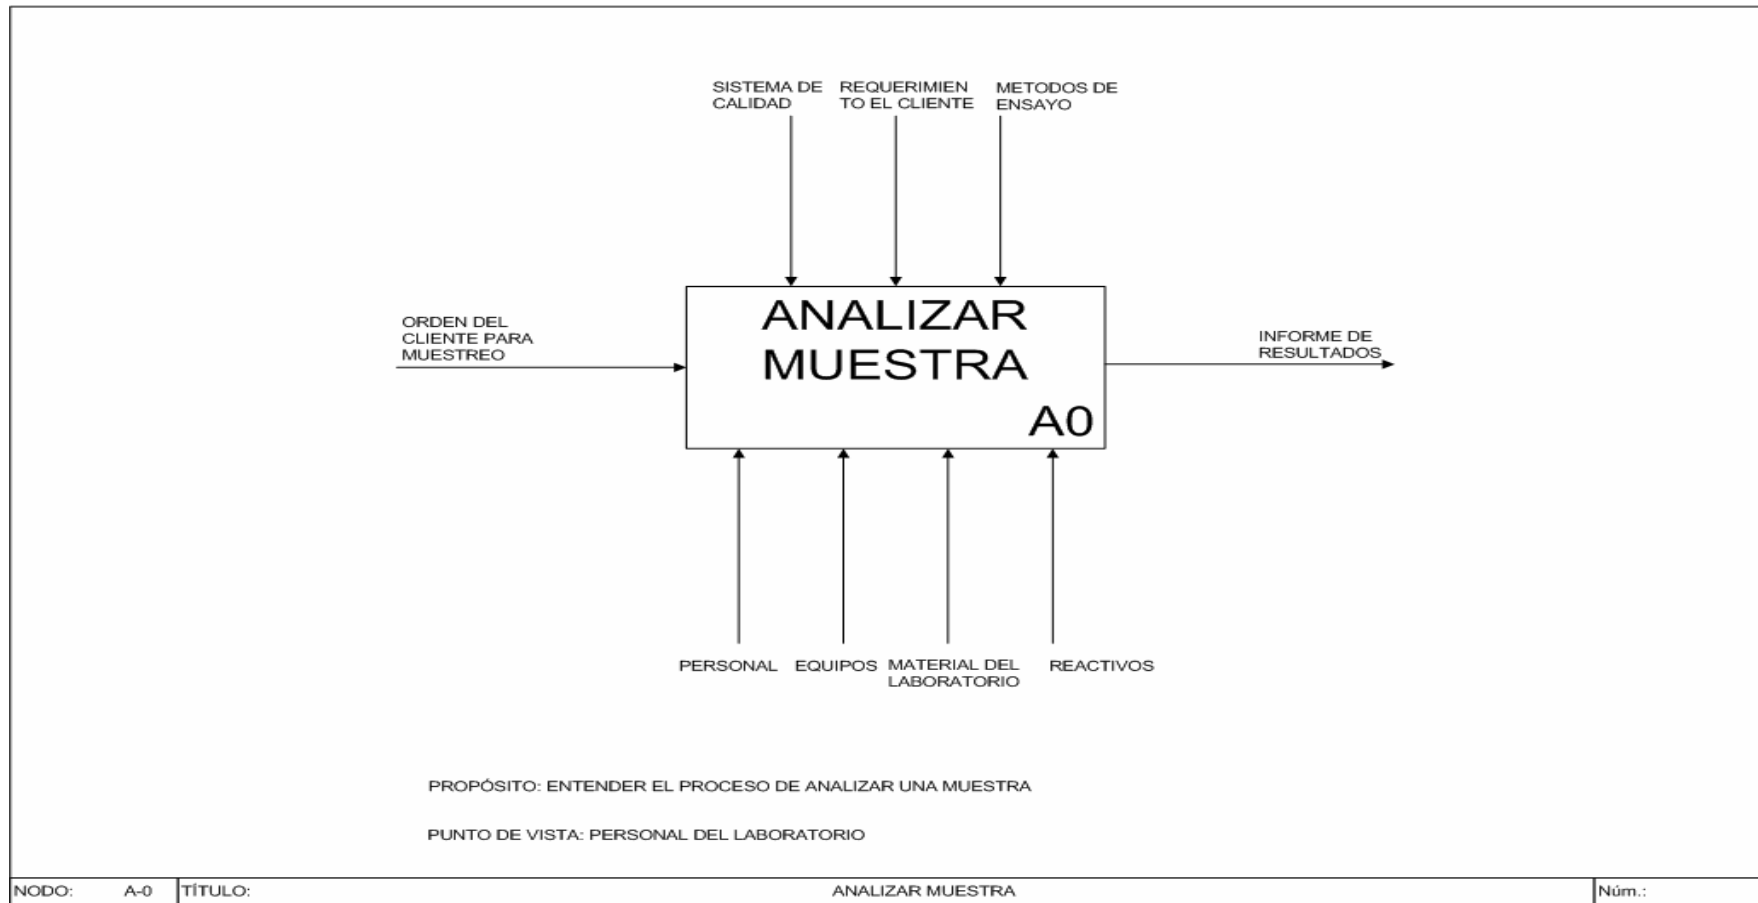 SISTEMA DE
CALIDAD
REQUERIMIEN
TO EL CLIENTE
METODOS DE
ENSAYO
ORDEN DEL
CLIENTE PARA
MUESTREO
ANALIZAR
MUESTRA
A0
INFORME DE
RESULTADOS
PERSONAL
EQUIPOS
MATERIAL DEL
LABORATORIO
REACTIVOS
PROPÓSITO: ENTENDER EL PROCESO DE ANALIZAR UNA MUESTRA
PUNTO DE VISTA: PERSONAL DEL LABORATORIO
NODO: A-0
TÍTULO: ANALIZAR MUESTRA
Núm.: